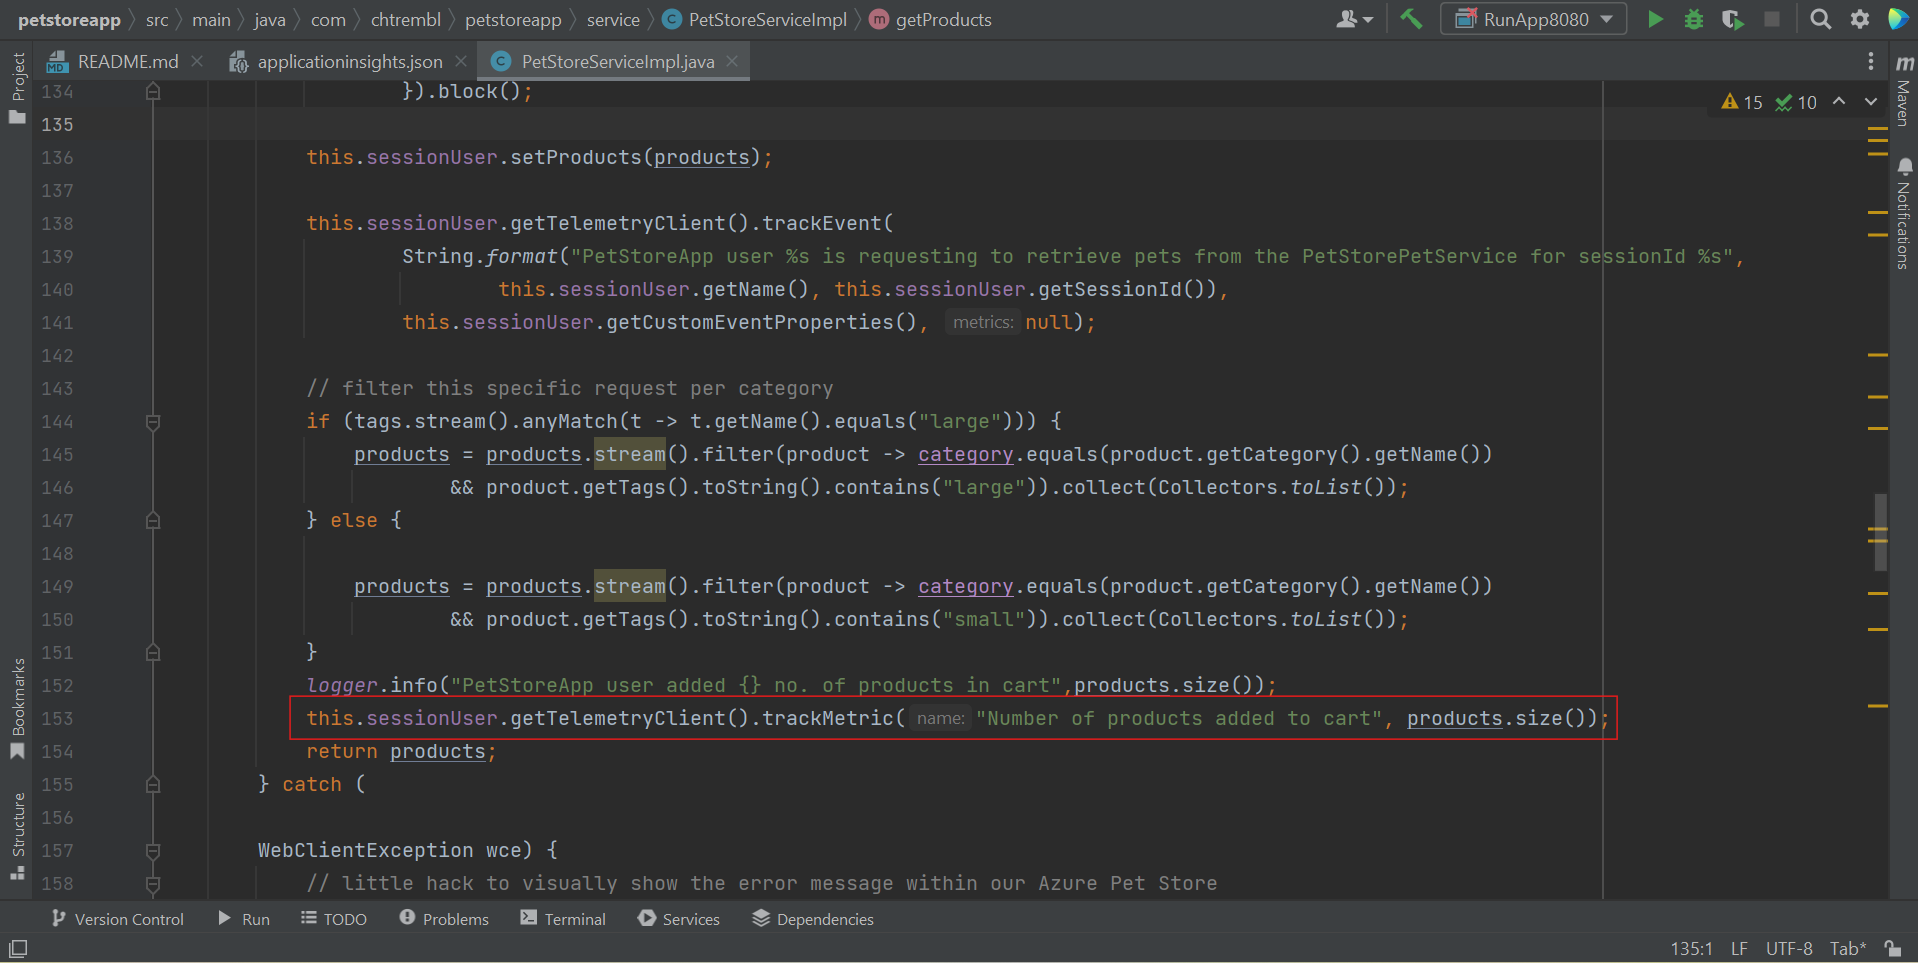 petstoreapp src main java com chtrembl petstoreapp service C PetStoreServiceImpl m getProducts RunApp8080
Project
MD README.md applicationinsights.json C PetStoreServiceImpl.java
m Maven
Notifications
15 10
134 }).block();
135
136 this.sessionUser.setProducts(products);
137
138 this.sessionUser.getTelemetryClient().trackEvent(
139 String.format("PetStoreApp user %s is requesting to retrieve pets from the PetStorePetService for sessionId %s",
140 this.sessionUser.getName(), this.sessionUser.getSessionId()),
141 this.sessionUser.getCustomEventProperties(), metrics: null);
142
143 // filter this specific request per category
144 if (tags.stream().anyMatch(t -> t.getName().equals("large"))) {
145 products = products.stream().filter(product -> category.equals(product.getCategory().getName())
146 && product.getTags().toString().contains("large")).collect(Collectors.toList());
147 } else {
148
149 products = products.stream().filter(product -> category.equals(product.getCategory().getName())
150 && product.getTags().toString().contains("small")).collect(Collectors.toList());
151 }
152 logger.info("PetStoreApp user added {} no. of products in cart",products.size());
153 this.sessionUser.getTelemetryClient().trackMetric( name: "Number of products added to cart", products.size());
154 return products;
155 } catch (
156
157 WebClientException wce) {
158 // little hack to visually show the error message within our Azure Pet Store
Bookmarks
Structure
Version Control Run TODO Problems Terminal Services Dependencies
135:1 LF UTF-8 Tab*